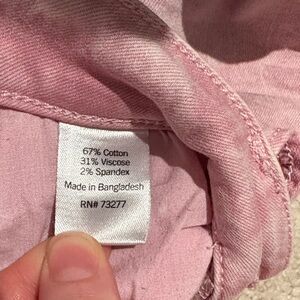 67% Cotton
31% Viscose
2% Spandex
Made in Bangladesh
RN# 73277